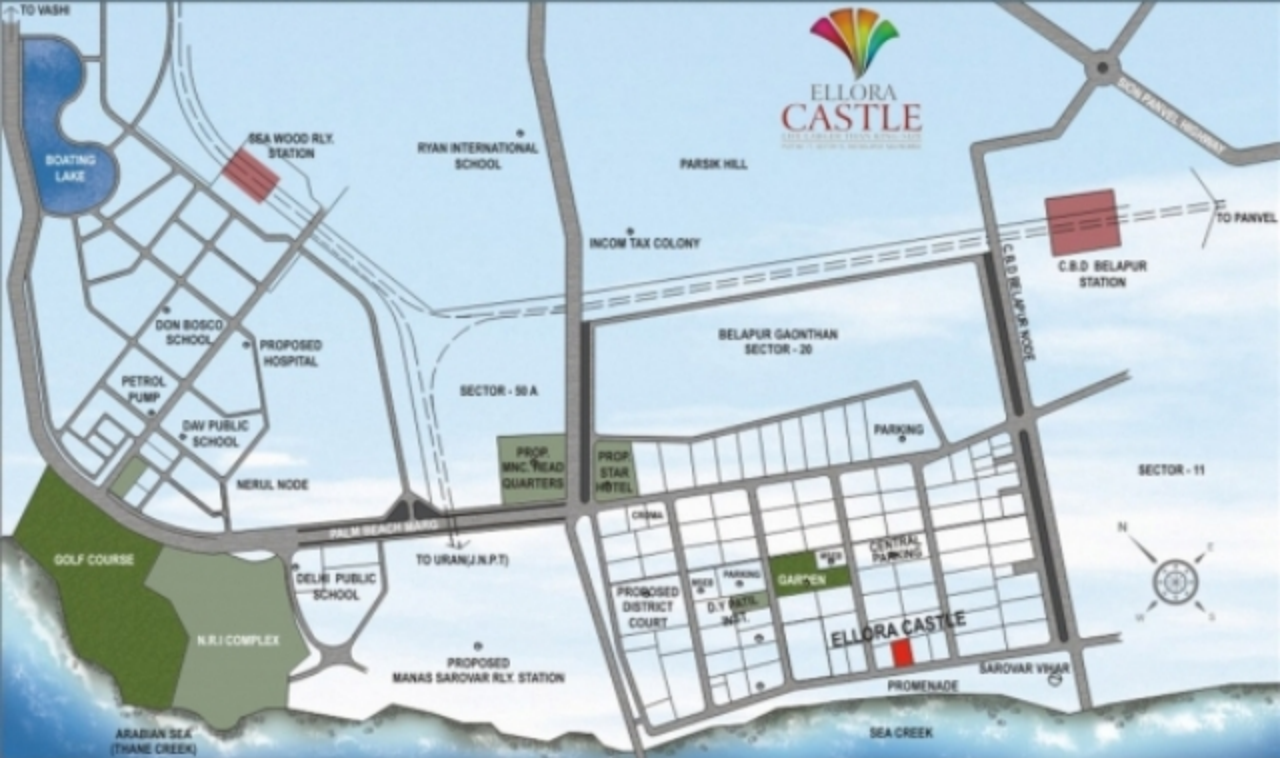 TO VASHI
ELLORA
CASTLE
SION PANVEL HIGHWAY
SEA WOOD RLY.
STATION
RYAN INTERNATIONAL
SCHOOL
PARSIK HILL
BOATING
LAKE
TO PANVEL
INCOM TAX COLONY
C.B.D BELAPUR
STATION
C.B.D BELAPUR NODE
DON BOSCO
SCHOOL
PROPOSED
HOSPITAL
BELAPUR GAONTHAN
SECTOR - 20
PETROL
PUMP
SECTOR - 50 A
DAV PUBLIC
SCHOOL
PARKING
PROP.
MNC. HEAD
QUARTERS
PROP.
STAR
HOTEL
SECTOR - 11
NERUL NODE
CROMA
PALM BEACH MARG
N
E
W
S
GOLF COURSE
TO URAN(J.N.P.T)
CENTRAL
PARKING
MSEB
DELHI PUBLIC
SCHOOL
MSEB
PARKING
GARDEN
PROPOSED
DISTRICT
COURT
D.Y PATIL
INST.
N.R.I COMPLEX
ELLORA CASTLE
PROPOSED
MANAS SAROVAR RLY. STATION
SAROVAR VIHAR
PROMENADE
ARABIAN SEA
(THANE CREEK)
SEA CREEK